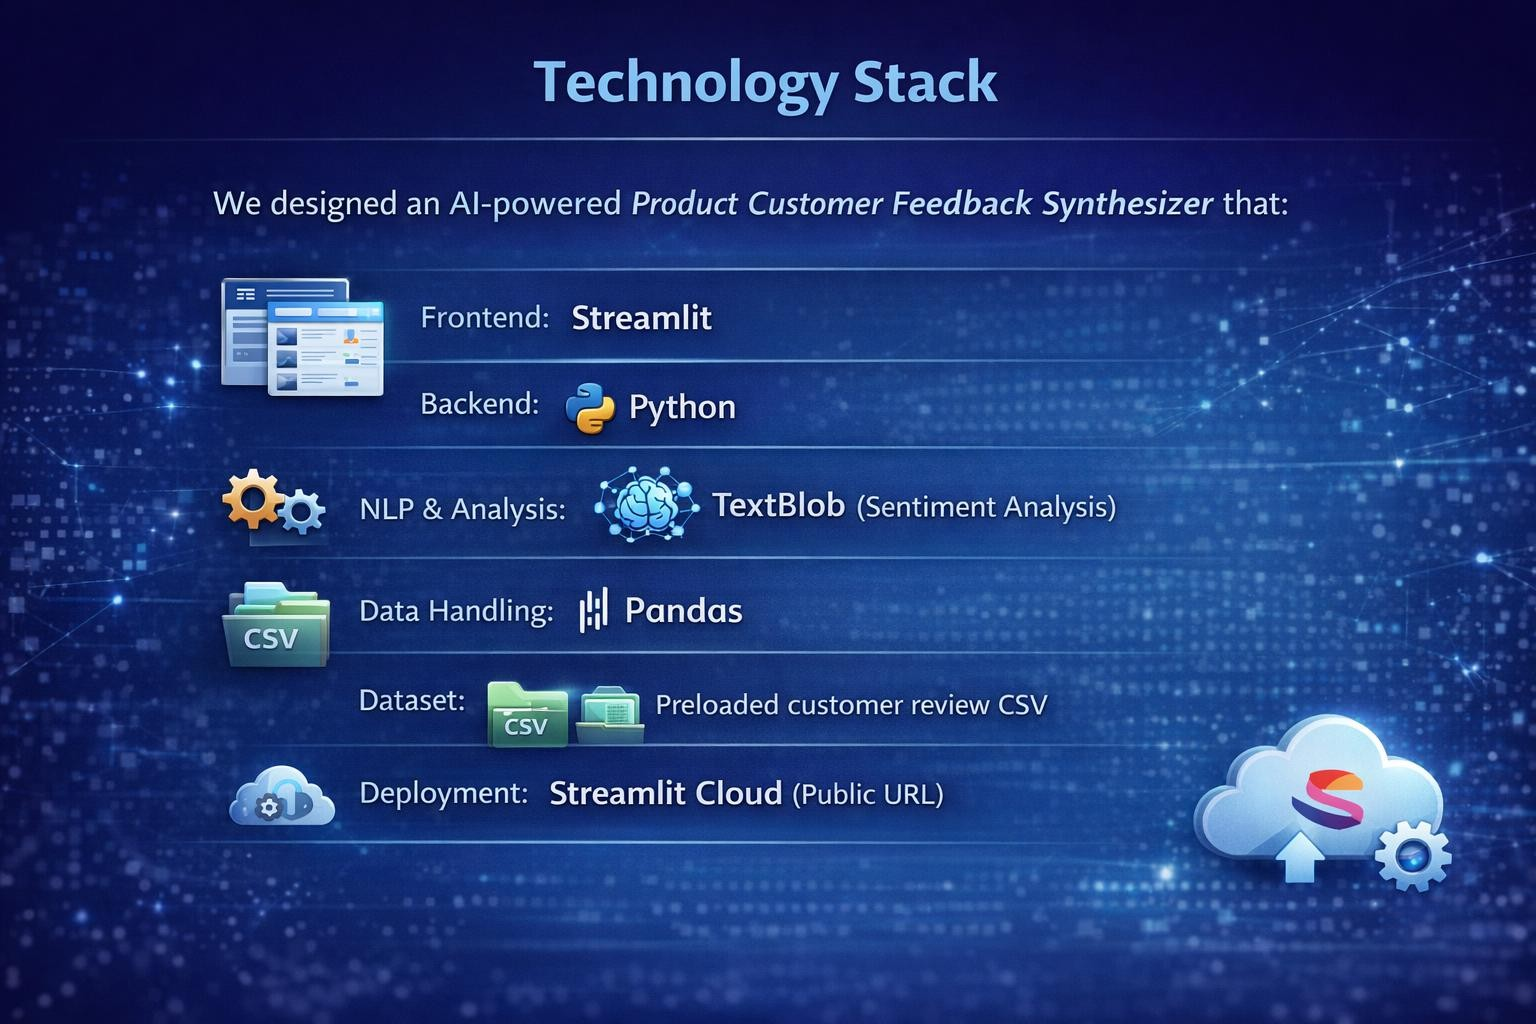 Technology Stack
We designed an AI-powered Product Customer Feedback Synthesizer that:
Frontend: Streamlit
Backend: Python
NLP & Analysis: TextBlob (Sentiment Analysis)
CSV
Data Handling: Pandas
Dataset: CSV Preloaded customer review CSV
Deployment: Streamlit Cloud (Public URL)